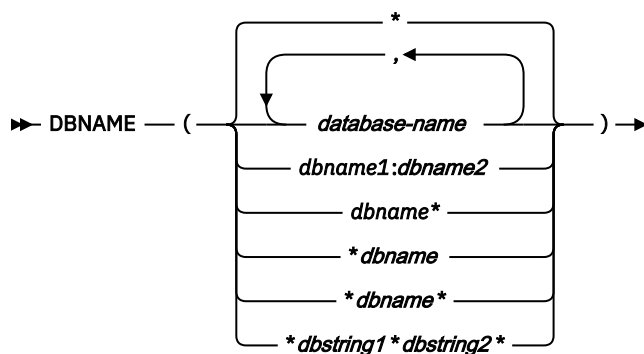 *
,
DBNAME ( database-name )
dbname1:dbname2
dbname*
*dbname
*dbname*
*dbstring1*dbstring2*